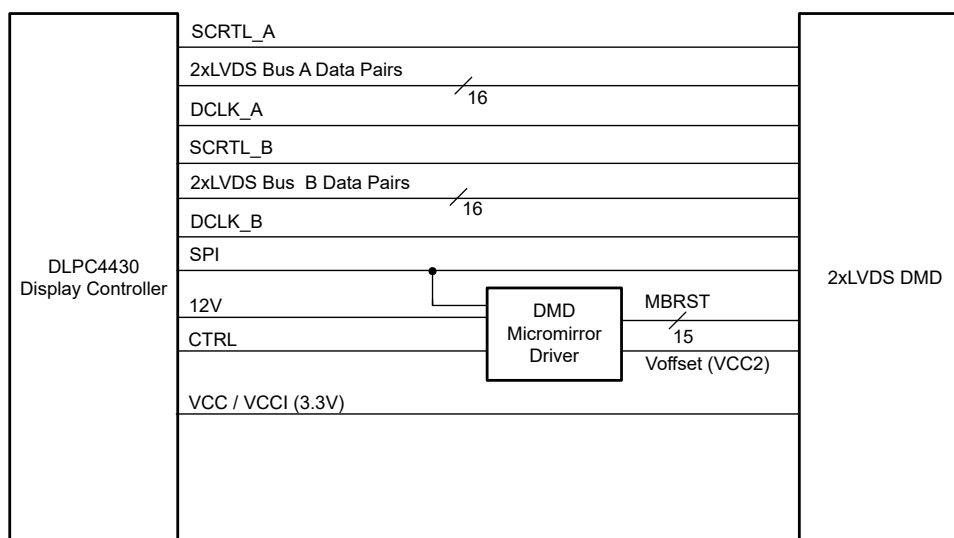 SCRTL_A
2xLVDS Bus A Data Pairs
16
DCLK_A
SCRTL_B
2xLVDS Bus B Data Pairs
16
DCLK_B
SPI
DLPC4430
Display Controller
12V
CTRL
DMD
Micromirror
Driver
MBRST
15
Voffset (VCC2)
2xLVDS DMD
VCC / VCCI (3.3V)